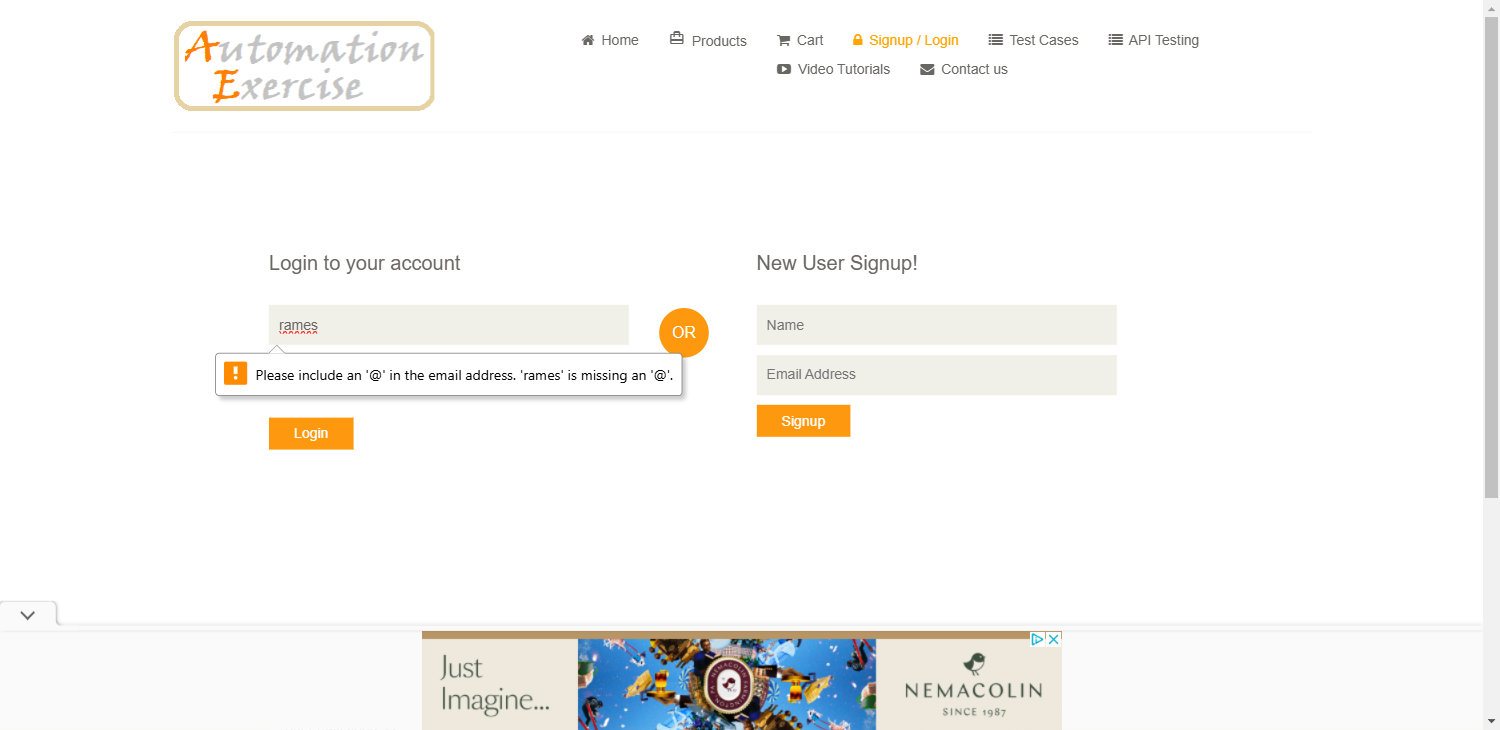 Automation
Exercise
Home Products Cart Signup / Login Test Cases API Testing
Video Tutorials Contact us
Login to your account
rames
Please include an '@' in the email address. 'rames' is missing an '@'.
Login
OR
New User Signup!
Name
Email Address
Signup
Just
Imagine...
NEMACOLIN
SINCE 1987